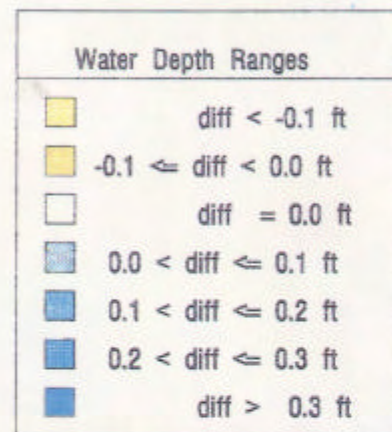 Water Depth Ranges
diff < -0.1 ft
-0.1 <= diff < 0.0 ft
diff = 0.0 ft
0.0 < diff <= 0.1 ft
0.1 < diff <= 0.2 ft
0.2 < diff <= 0.3 ft
diff > 0.3 ft